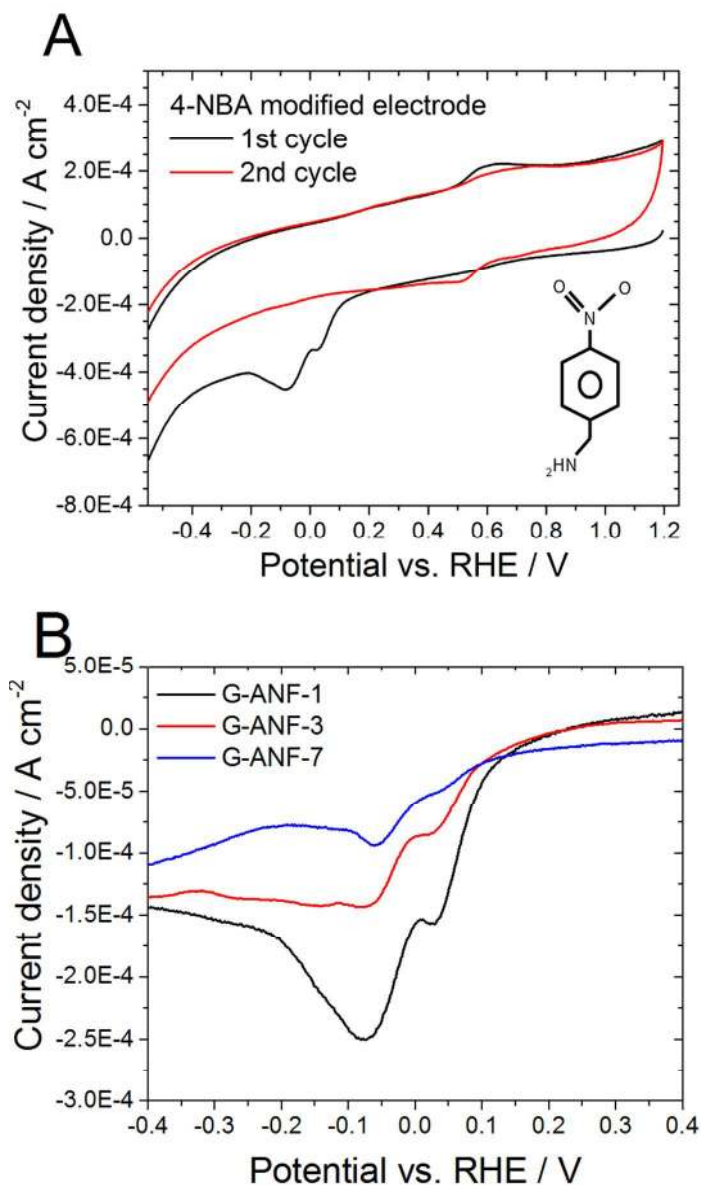 A
4-NBA modified electrode
1st cycle
2nd cycle
4.0E-4
2.0E-4
0.0
-2.0E-4
-4.0E-4
-6.0E-4
-8.0E-4
Current density / A cm-2
O
O
N
2HN
-0.4 -0.2 0.0 0.2 0.4 0.6 0.8 1.0 1.2
Potential vs. RHE / V
B
5.0E-5
0.0
-5.0E-5
-1.0E-4
-1.5E-4
-2.0E-4
-2.5E-4
-3.0E-4
G-ANF-1
G-ANF-3
G-ANF-7
Current density / A cm-2
-0.4 -0.3 -0.2 -0.1 0.0 0.1 0.2 0.3 0.4
Potential vs. RHE / V